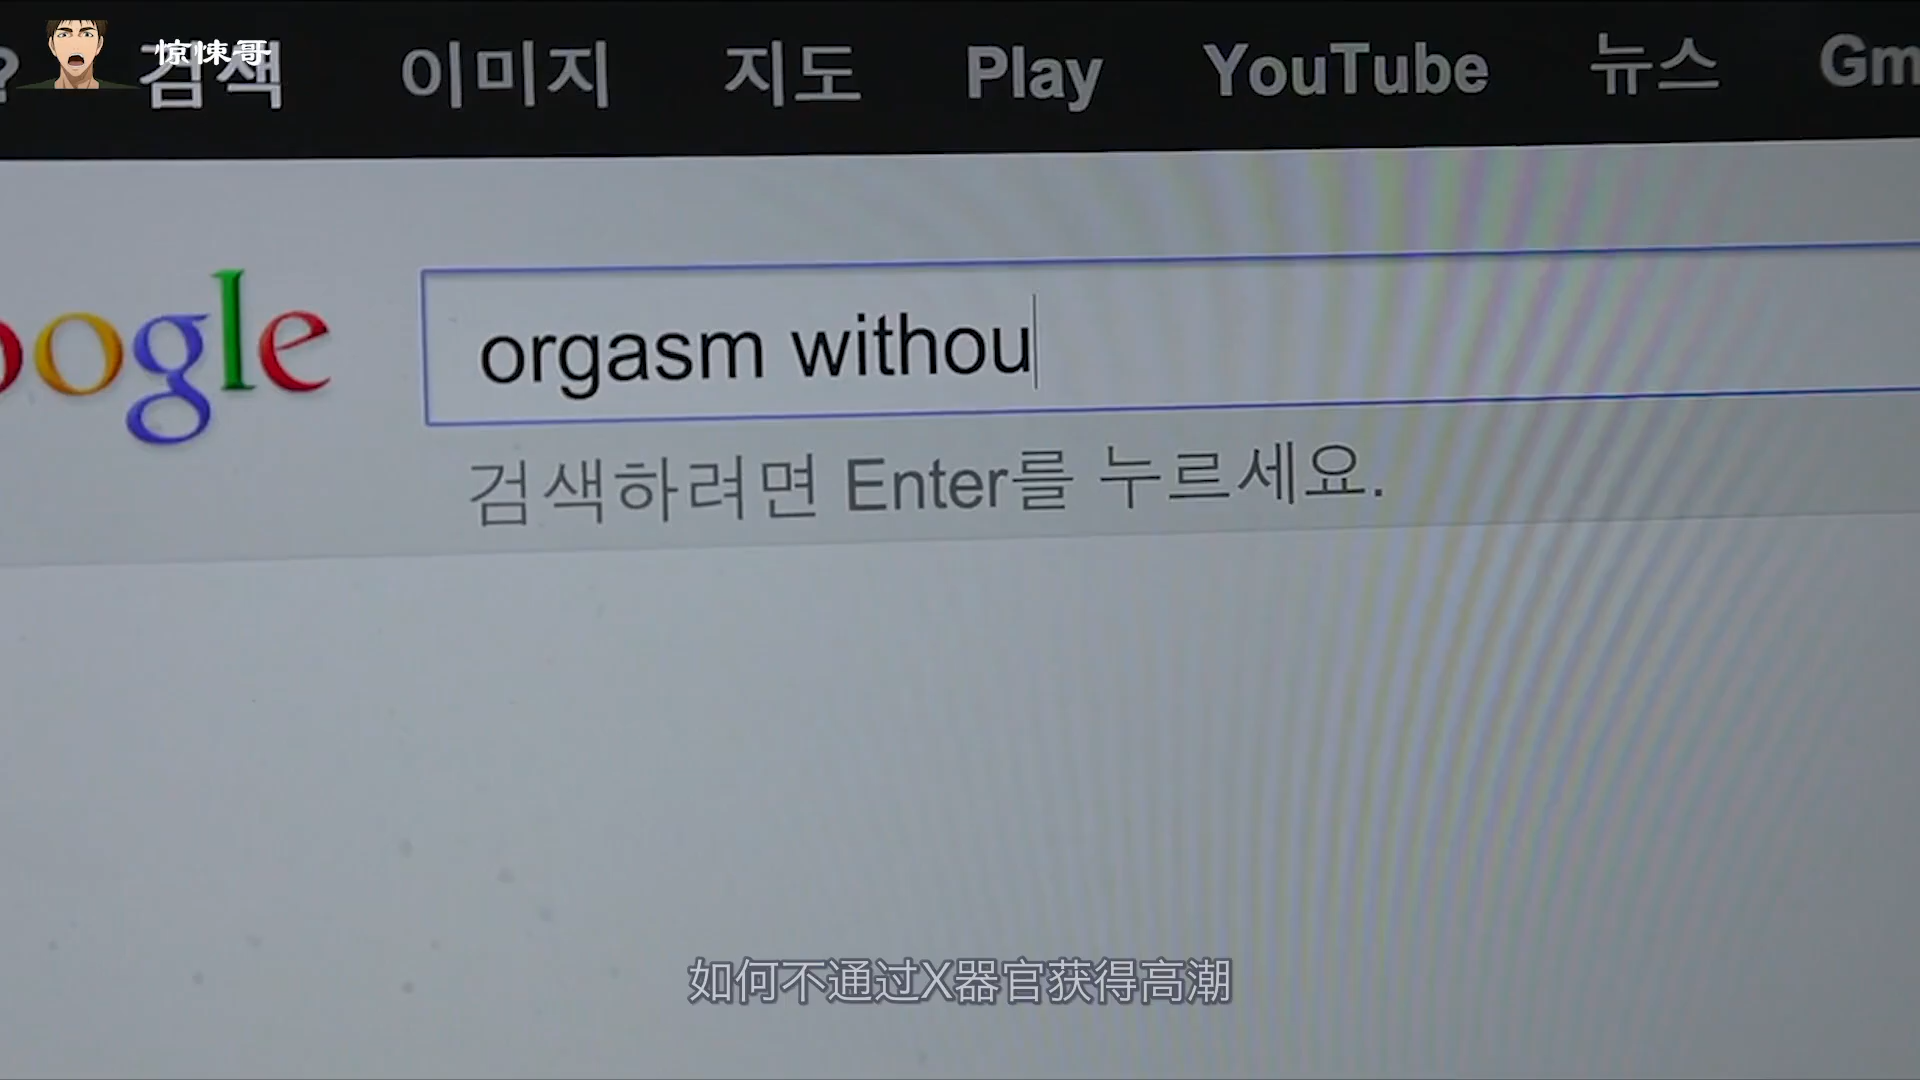 惊悚哥
? 검색 이미지 지도 Play YouTube 뉴스 Gm
oogle
orgasm withou
검색하려면 Enter를 누르세요.
如何不通过X器官获得高潮